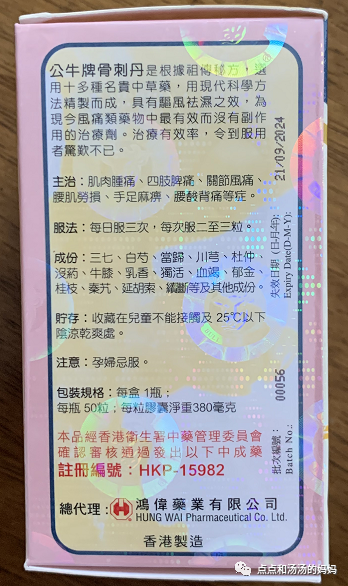 公牛牌骨刺丹是根據祖傳秘方,選
用十多種名貴中草藥,用現代科學方
法精製而成,具有驅風祛濕之效,為
現今風痛類藥物中最有效而沒有副作
用的治療劑。治療有效率,令到服用
者驚歎不已。
主治:肌肉腫痛、四肢脾痛、關節風痛、
腰肌勞損、手足麻痹、腰酸背痛等症。
服法:每日服三次,每次服二至三粒。
成份:三七、白芍、當歸、川芎、杜仲、
沒葯、牛膝、乳香、獨活、血竭、郁金、
桂枝、秦艽、延胡索、續斷等及其他成份。
貯存:收藏在兒童不能接觸及25℃以下
陰涼乾爽處。
注意:孕婦忌服。
包裝規格:每盒1瓶;
每瓶50粒;每粒膠囊淨重380毫克
本品經香港衛生署中藥管理委員會
確認審核通過發出以下中成藥
註冊編號:HKP-15982
總代理:
鴻偉藥業有限公司
HUNG WAI Pharmaceutical Co. Ltd.
香港製造
21/09/2024
失效日期(日-月-年):
Expiry Date(D-M-Y):
00056
批次編號:
Batch No.:
点点和汤汤的妈妈